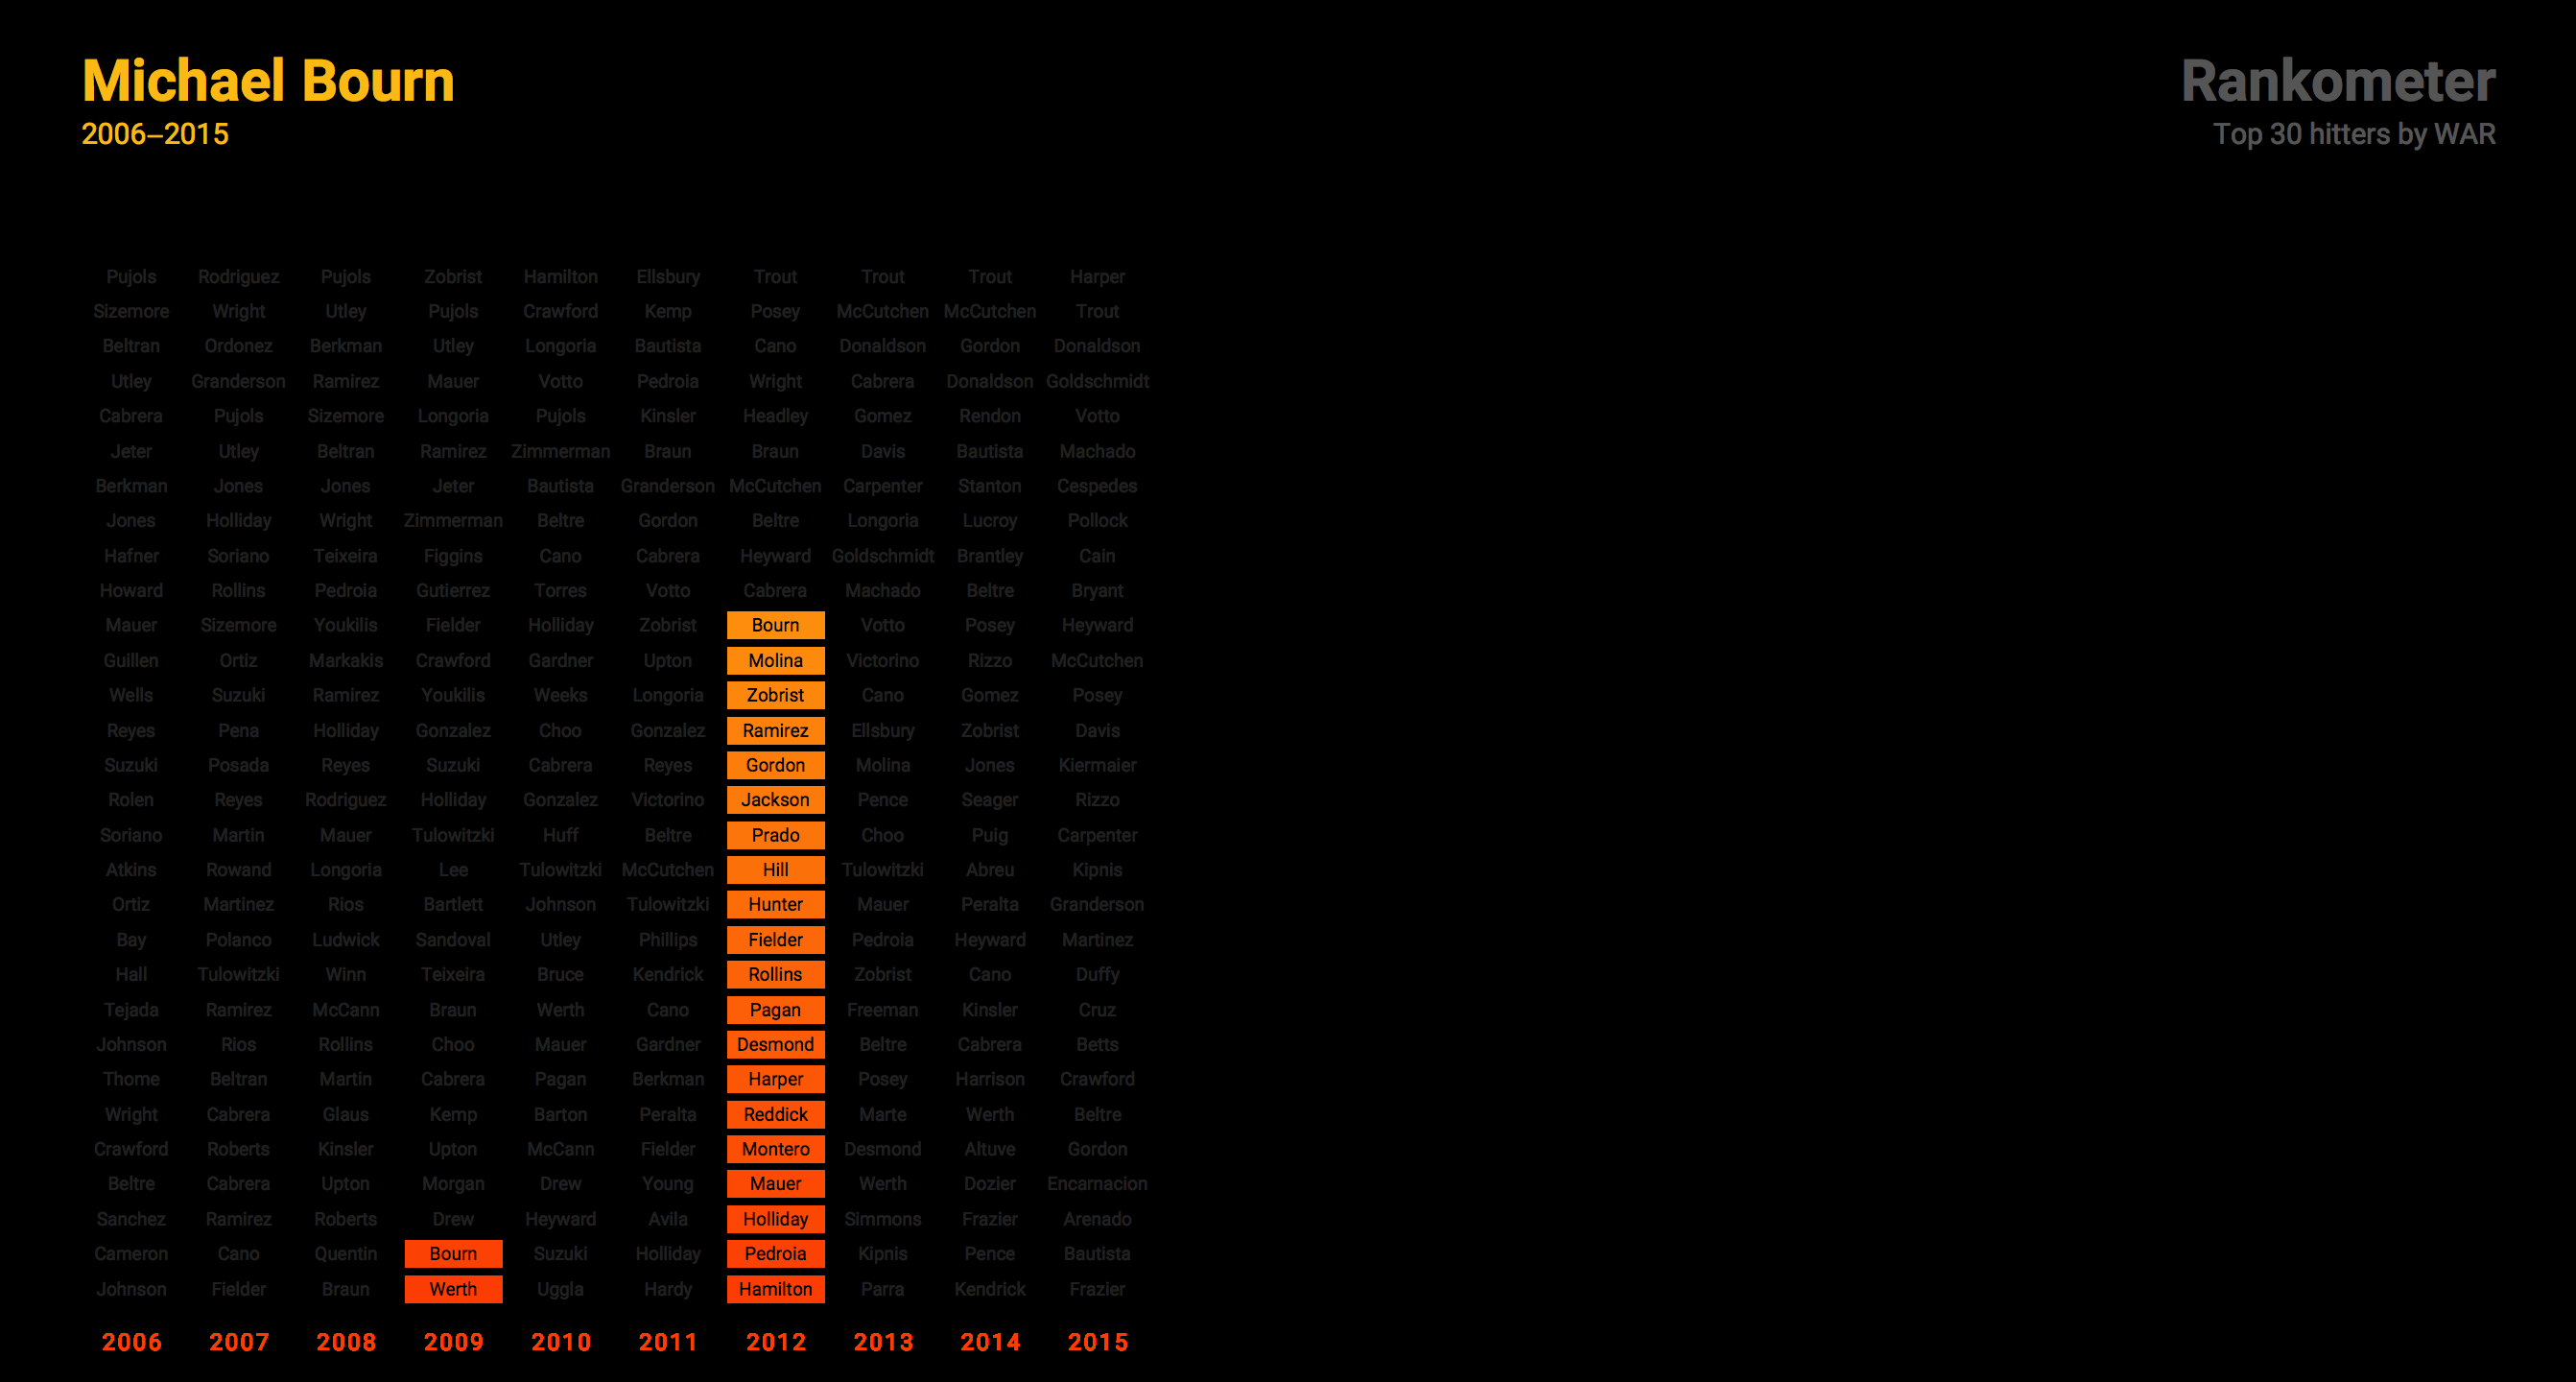 Michael Bourn
2006–2015
Rankometer
Top 30 hitters by WAR
Pujols Rodriguez Pujols Zobrist Hamilton Ellsbury Trout Trout Trout Harper
Sizemore Wright Utley Pujols Crawford Kemp Posey McCutchen McCutchen Trout
Beltran Ordonez Berkman Utley Longoria Bautista Cano Donaldson Gordon Donaldson
Utley Granderson Ramirez Mauer Votto Pedroia Wright Cabrera Donaldson Goldschmidt
Cabrera Pujols Sizemore Longoria Pujols Kinsler Headley Gomez Rendon Votto
Jeter Utley Beltran Ramirez Zimmerman Braun Braun Davis Bautista Machado
Berkman Jones Jones Jeter Bautista Granderson McCutchen Carpenter Stanton Cespedes
Jones Holliday Wright Zimmerman Beltre Gordon Beltre Longoria Lucroy Pollock
Hafner Soriano Teixeira Figgins Cano Cabrera Heyward Goldschmidt Brantley Cain
Howard Rollins Pedroia Gutierrez Torres Votto Cabrera Machado Beltre Bryant
Mauer Sizemore Youkilis Fielder Holliday Zobrist Bourn Votto Posey Heyward
Guillen Ortiz Markakis Crawford Gardner Upton Molina Victorino Rizzo McCutchen
Wells Suzuki Ramirez Youkilis Weeks Longoria Zobrist Cano Gomez Posey
Reyes Pena Holliday Gonzalez Choo Gonzalez Ramirez Ellsbury Zobrist Davis
Suzuki Posada Reyes Suzuki Cabrera Reyes Gordon Molina Jones Kiermaier
Rolen Reyes Rodriguez Holliday Gonzalez Victorino Jackson Pence Seager Rizzo
Soriano Martin Mauer Tulowitzki Huff Beltre Prado Choo Puig Carpenter
Atkins Rowand Longoria Lee Tulowitzki McCutchen Hill Tulowitzki Abreu Kipnis
Ortiz Martinez Rios Bartlett Johnson Tulowitzki Hunter Mauer Peralta Granderson
Bay Polanco Ludwick Sandoval Utley Phillips Fielder Pedroia Heyward Martinez
Hall Tulowitzki Winn Teixeira Bruce Kendrick Rollins Zobrist Cano Duffy
Tejada Ramirez McCann Braun Werth Cano Pagan Freeman Kinsler Cruz
Johnson Rios Rollins Choo Mauer Gardner Desmond Beltre Cabrera Betts
Thome Beltran Martin Cabrera Pagan Berkman Harper Posey Harrison Crawford
Wright Cabrera Glaus Kemp Barton Peralta Reddick Marte Werth Beltre
Crawford Roberts Kinsler Upton McCann Fielder Montero Desmond Altuve Gordon
Beltre Cabrera Upton Morgan Drew Young Mauer Werth Dozier Encarnacion
Sanchez Ramirez Roberts Drew Heyward Avila Holliday Simmons Frazier Arenado
Cameron Cano Quentin Bourn Suzuki Holliday Pedroia Kipnis Pence Bautista
Johnson Fielder Braun Werth Uggla Hardy Hamilton Parra Kendrick Frazier
2006 2007 2008 2009 2010 2011 2012 2013 2014 2015